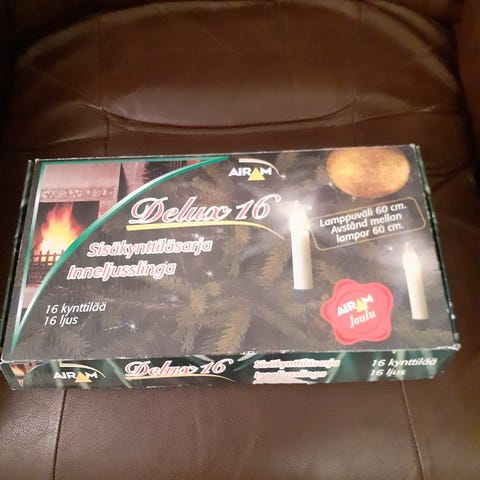 AIRAM
Delux 16
Sisäkynttiläsarja
Inneljusslinga
16 kynttilää
16 ljus
Lamppuväli 60 cm.
Avstånd mellan
lampor 60 cm.
AIRAM
Joulu
AIRAM
Delux 16
Sisäkynttiläsarja
Inneljusslinga
16 kynttilää
16 ljus